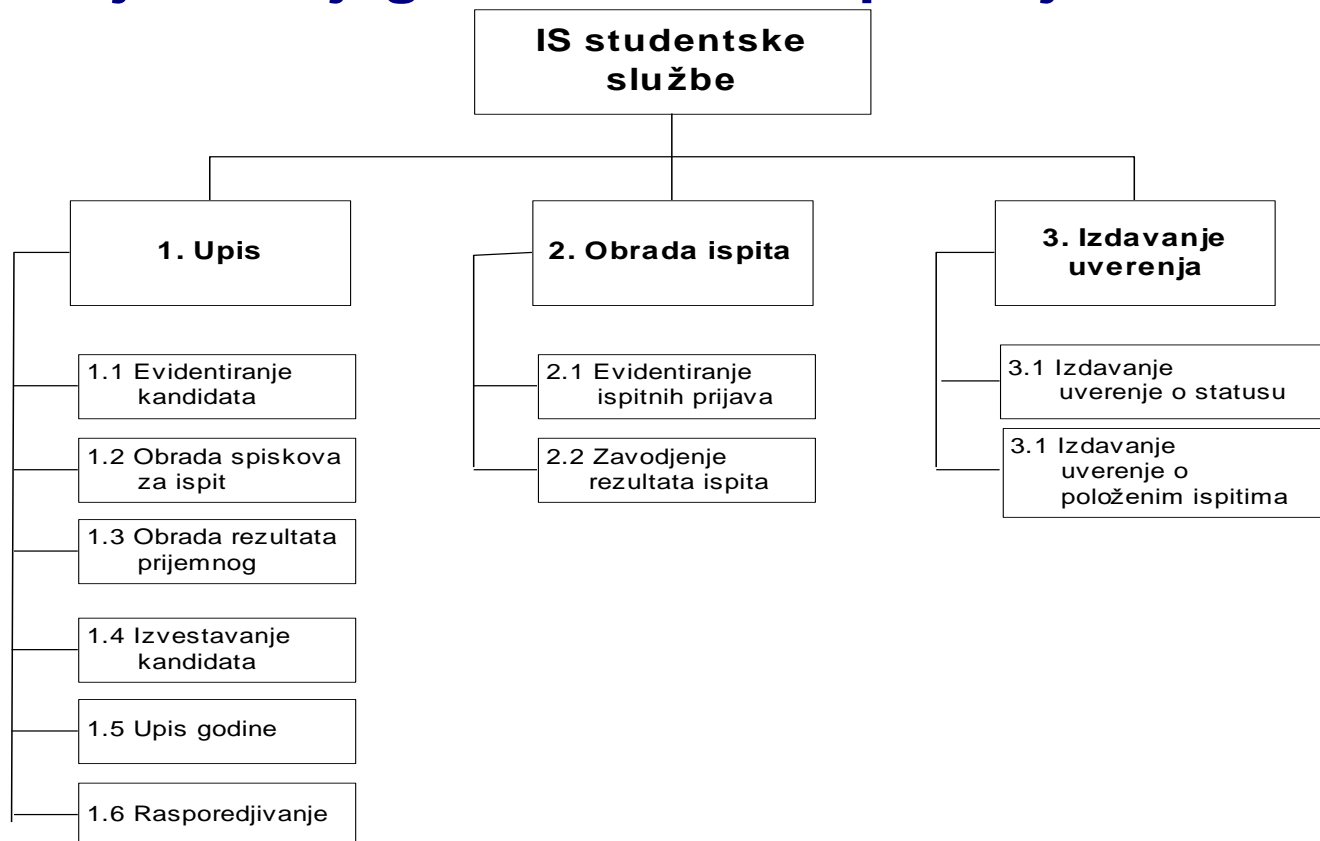 IS studentske
službe
1. Upis
1.1 Evidentiranje
kandidata
1.2 Obrada spiskova
za ispit
1.3 Obrada rezultata
prijemnog
1.4 Izvestavanje
kandidata
1.5 Upis godine
1.6 Rasporedjivanje
2. Obrada ispita
2.1 Evidentiranje
ispitnih prijava
2.2 Zavodjenje
rezultata ispita
3. Izdavanje
uverenja
3.1 Izdavanje
uverenje o statusu
3.1 Izdavanje
uverenje o
položenim ispitima